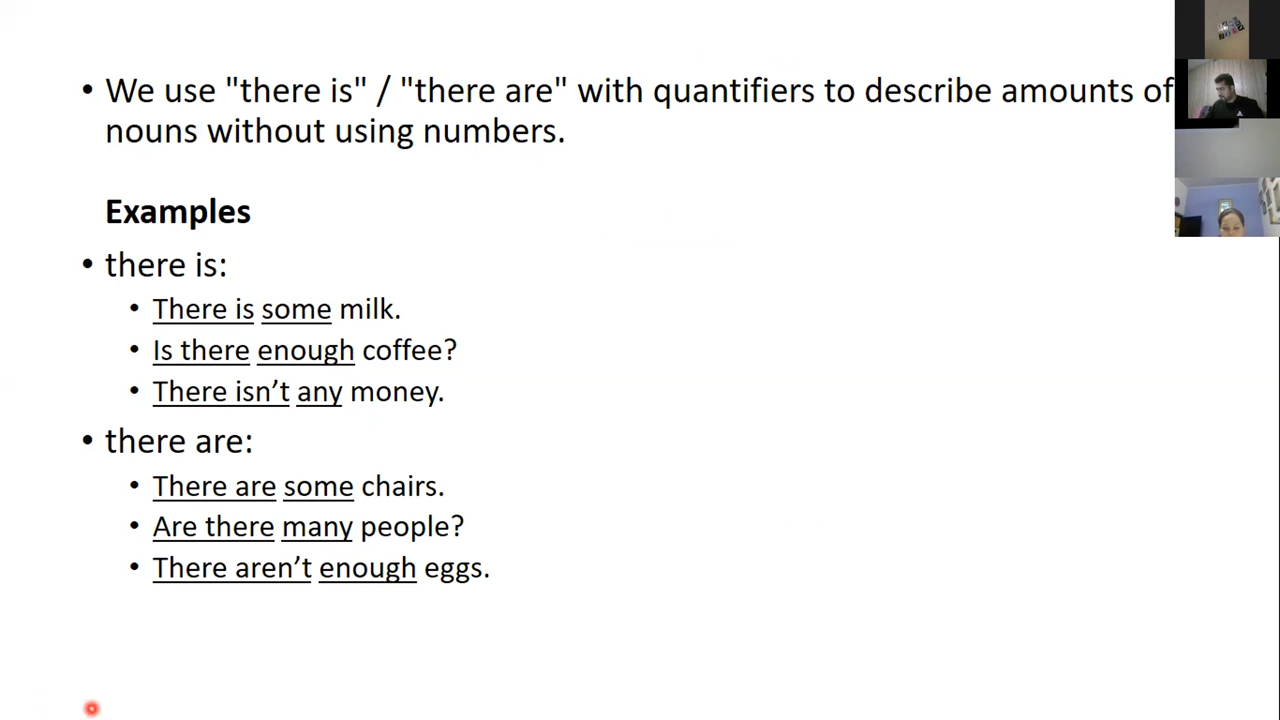 • We use "there is" / "there are" with quantifiers to describe amounts of
nouns without using numbers.
Examples
• there is:
• There is some milk.
• Is there enough coffee?
• There isn’t any money.
• there are:
• There are some chairs.
• Are there many people?
• There aren’t enough eggs.